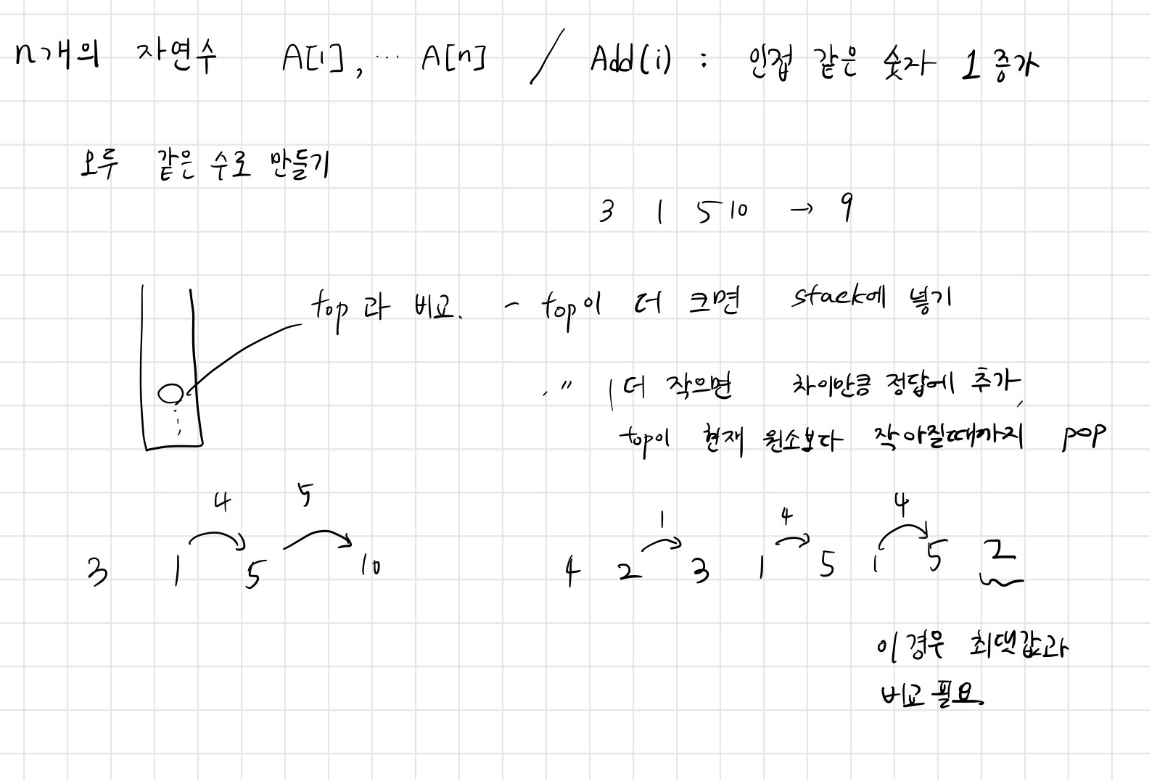 n개의 자연수 A[1], … A[n] / Add(i) : 인접 같은 숫자 1 증가
모두 같은 수로 만들기
3 1 5 10 → 9
top과 비교. - top이 더 크면 stack에 넣기
〃 더 작으면 차이만큼 정답에 추가,
top이 현재 원소보다 작아질때까지 pop
4 5
3 1 5 10
1 4 4
4 2 3 1 5 1 5 2
이 경우 최댓값과
비교 필요.